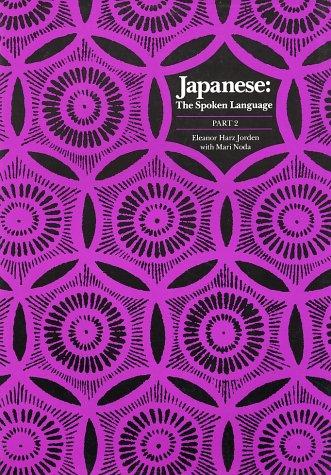 Japanese:
The Spoken Language
PART 2
Eleanor Harz Jorden
with Mari Noda